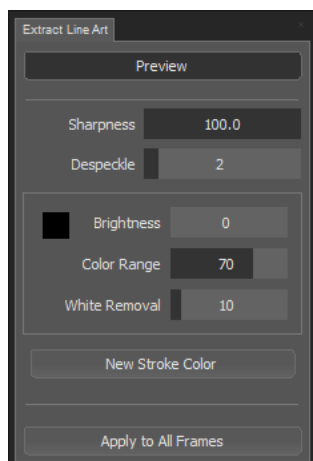 Extract Line Art
Preview
Sharpness 100.0
Despeckle 2
Brightness 0
Color Range 70
White Removal 10
New Stroke Color
Apply to All Frames